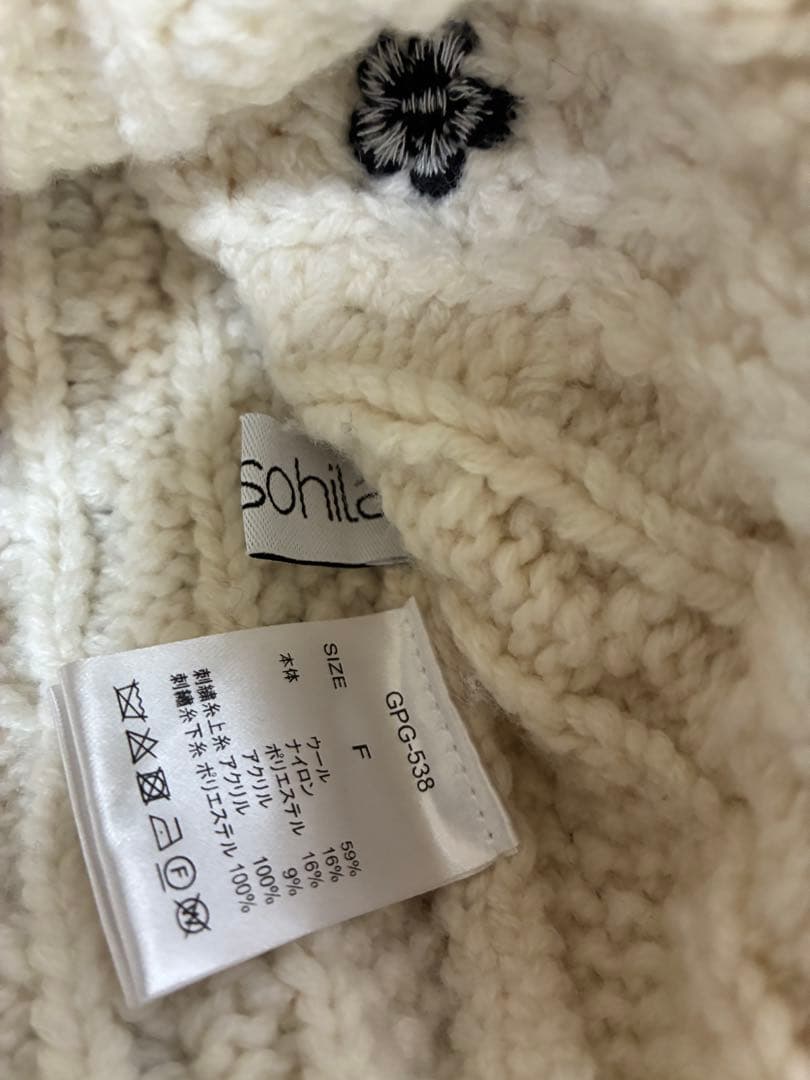 sohila
GPG-538
SIZE F
本体 ウール 59%
ナイロン 16%
ポリエステル 16%
アクリル 9%
刺繍糸上糸 アクリル 100%
刺繍糸下糸 ポリエステル 100%
F
W